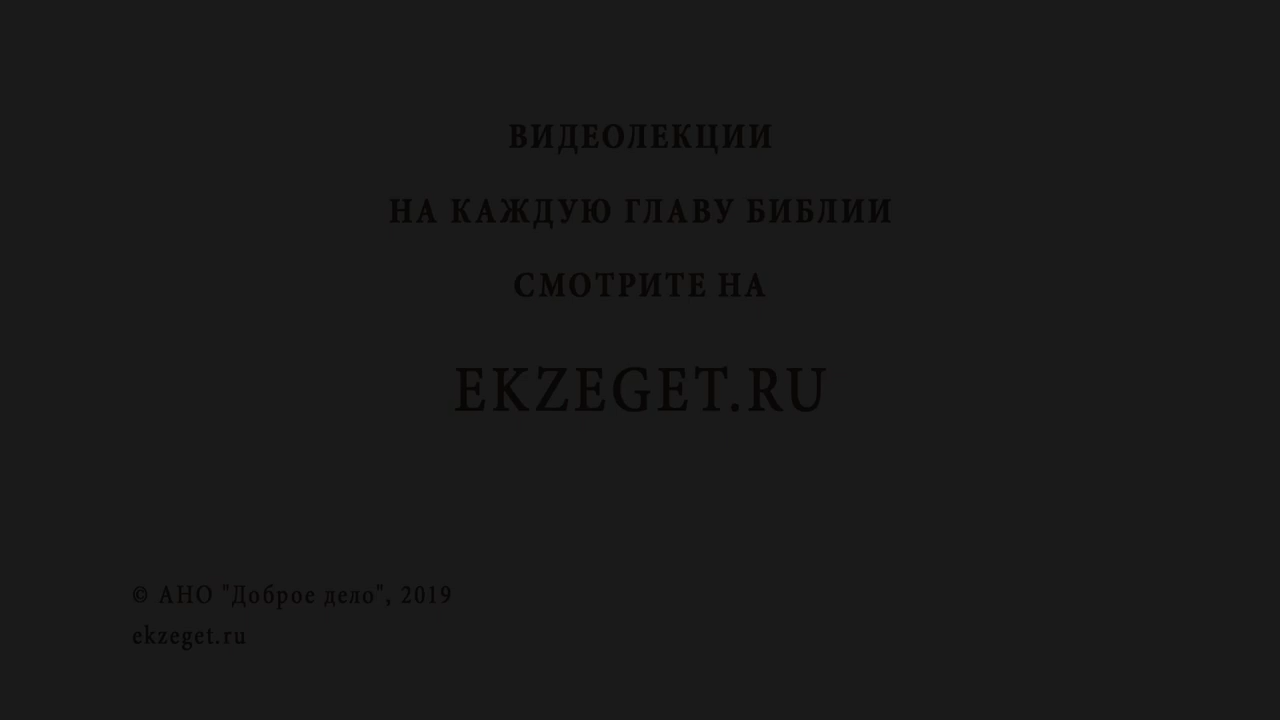 ВИДЕОЛЕКЦИИ
НА КАЖДУЮ ГЛАВУ БИБЛИИ
СМОТРИТЕ НА
EKZEGET.RU
© АНО "Доброе дело", 2019
ekzeget.ru